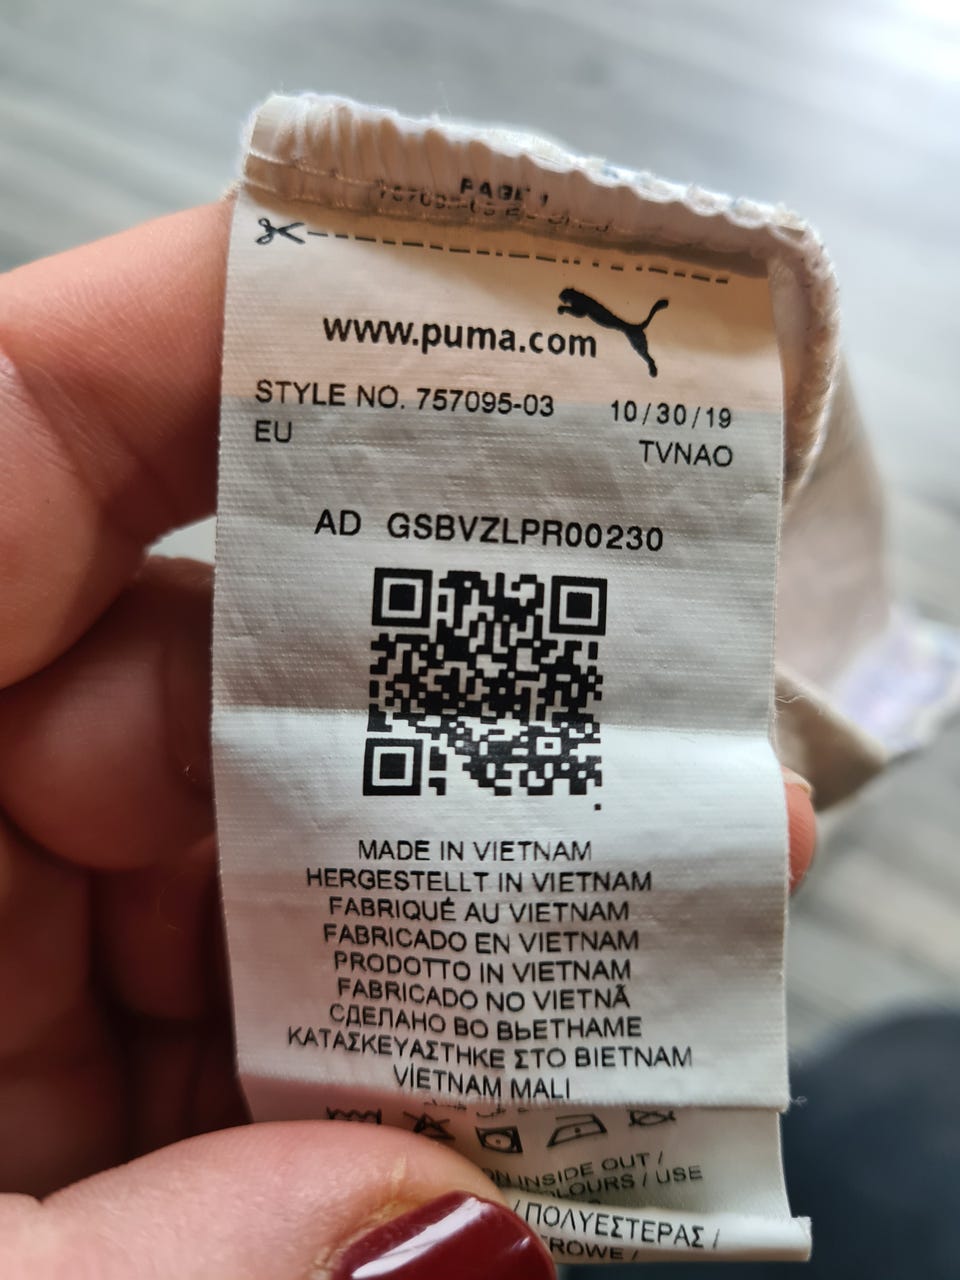 PAGE 1
www.puma.com
STYLE NO. 757095-03 10/30/19
EU TVNAO
AD GSBVZLPR00230
MADE IN VIETNAM
HERGESTELLT IN VIETNAM
FABRIQUÉ AU VIETNAM
FABRICADO EN VIETNAM
PRODOTTO IN VIETNAM
FABRICADO NO VIETNÃ
СДЕЛАНО ВО ВЬЕТНАМЕ
ΚΑΤΑΣΚΕΥΑΣΤΗΚΕ ΣΤΟ ΒΙΕΤΝΑΜ
VİETNAM MALI
INSIDE OUT /
/ USE
/ΠΟΛΥΕΣΤΕΡΑΣ /